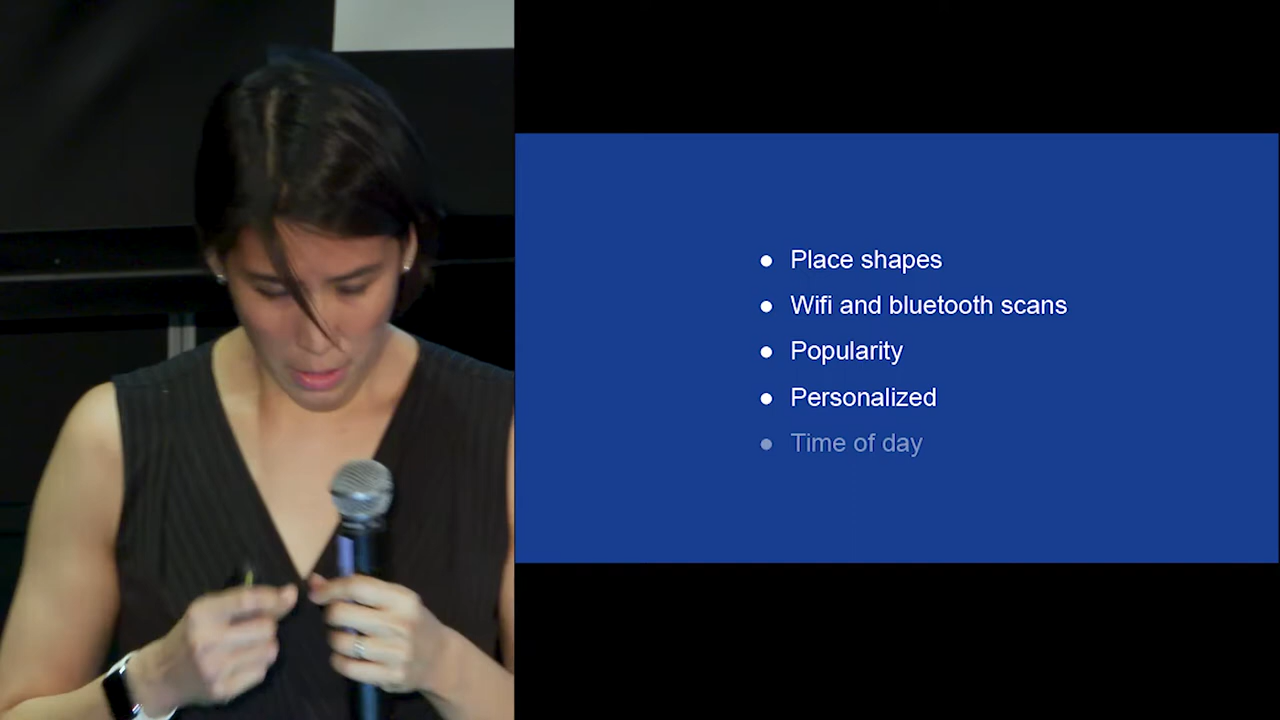 ● Place shapes
● Wifi and bluetooth scans
● Popularity
● Personalized
● Time of day